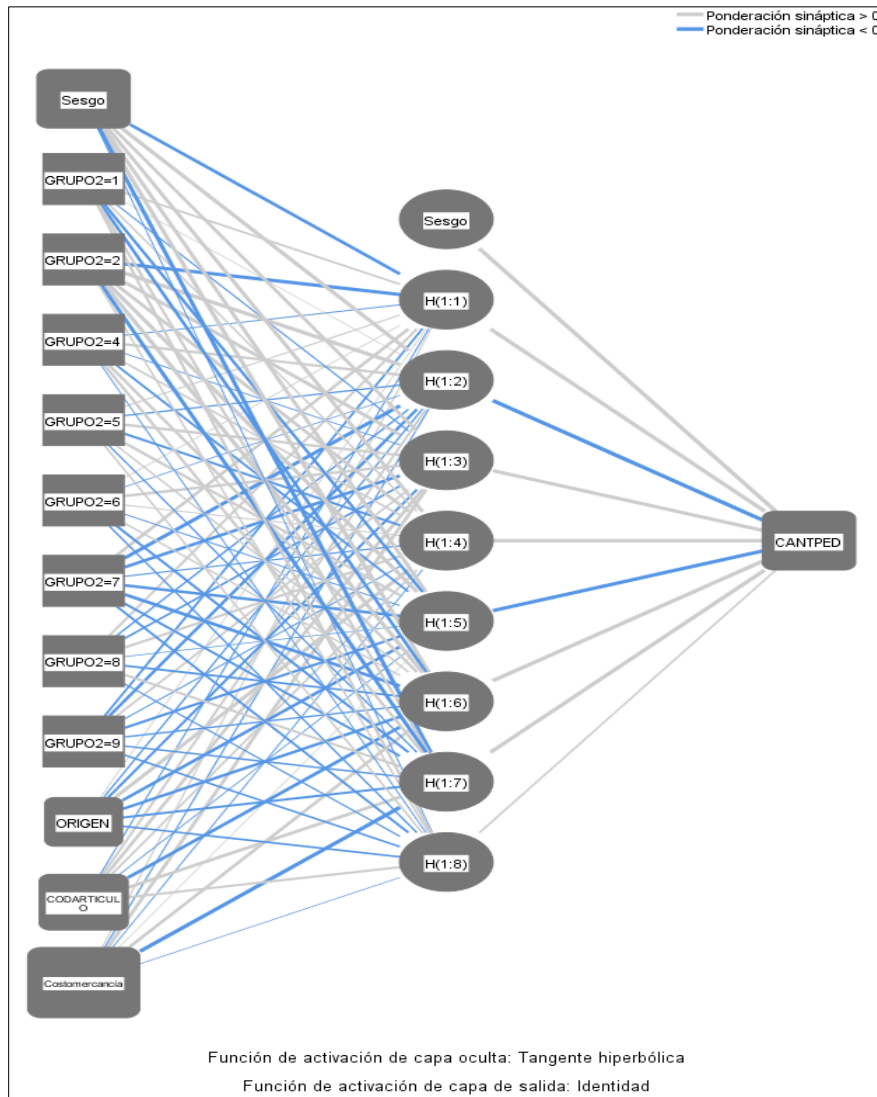 Ponderación sináptica > 0
Ponderación sináptica < 0
Sesgo
GRUPO2=1
GRUPO2=2
GRUPO2=4
GRUPO2=5
GRUPO2=6
GRUPO2=7
GRUPO2=8
GRUPO2=9
ORIGEN
CODARTICUL
O
Costomercancia
Sesgo
H(1:1)
H(1:2)
H(1:3)
H(1:4)
H(1:5)
H(1:6)
H(1:7)
H(1:8)
CANTPED
Función de activación de capa oculta: Tangente hiperbólica
Función de activación de capa de salida: Identidad